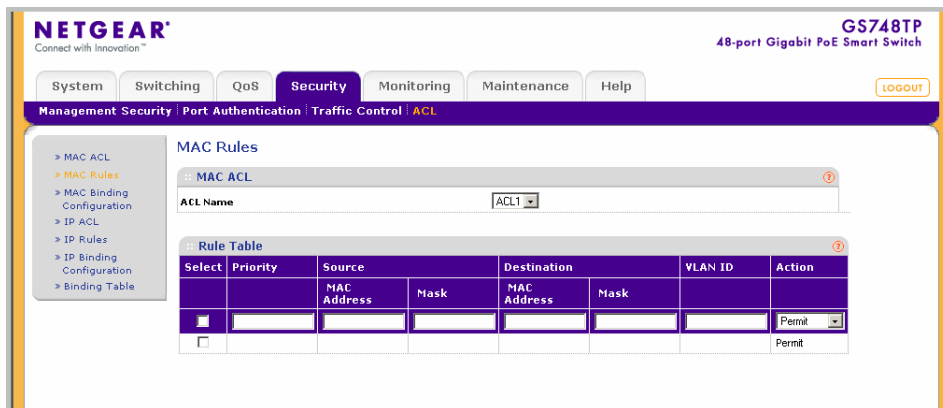 NETGEAR®
Connect with Innovation™
GS748TP
48-port Gigabit PoE Smart Switch
System Switching QoS Security Monitoring Maintenance Help LOGOUT
Management Security Port Authentication Traffic Control ACL
» MAC ACL
» MAC Rules
» MAC Binding
Configuration
» IP ACL
» IP Rules
» IP Binding
Configuration
» Binding Table
MAC Rules
:: MAC ACL ?
ACL Name ACL1
:: Rule Table ?
Select Priority Source Destination VLAN ID Action
MAC Address Mask MAC Address Mask
Permit
Permit